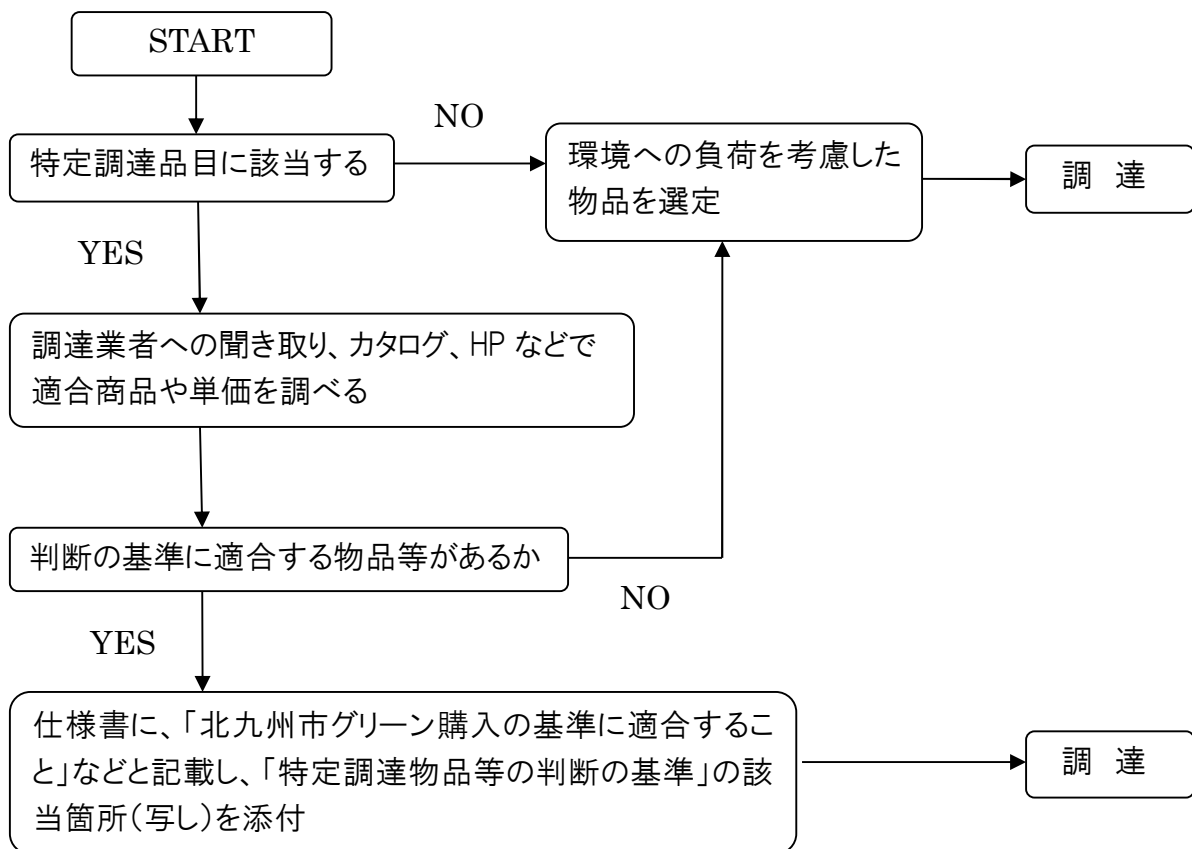 START
NO
特定調達品目に該当する
環境への負荷を考慮した
物品を選定
調 達
YES
調達業者への聞き取り、カタログ、HP などで
適合商品や単価を調べる
判断の基準に適合する物品等があるか
NO
YES
仕様書に、「北九州市グリーン購入の基準に適合するこ
と」などと記載し、「特定調達物品等の判断の基準」の該
当箇所(写し)を添付
調 達